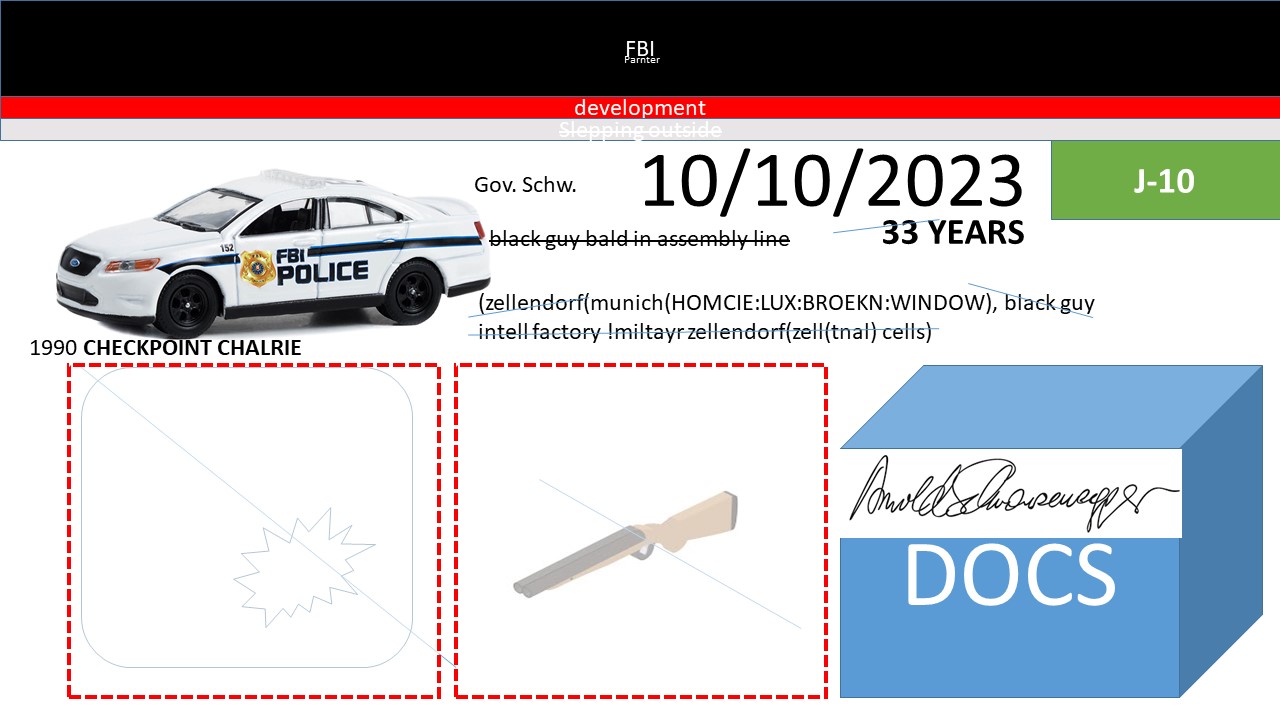 FBI
Parnter
development
Slepping outside
Gov. Schw.
10/10/2023
J-10
33 YEARS
black guy bald in assembly line
152
FBI
POLICE
(zellendorf(munich(HOMCIE:LUX:BROEKN:WINDOW), black guy
intell factory !miltayr zellendorf(zell(tnal) cells)
1990 CHECKPOINT CHALRIE
Arnold Schwarzenegger
DOCS